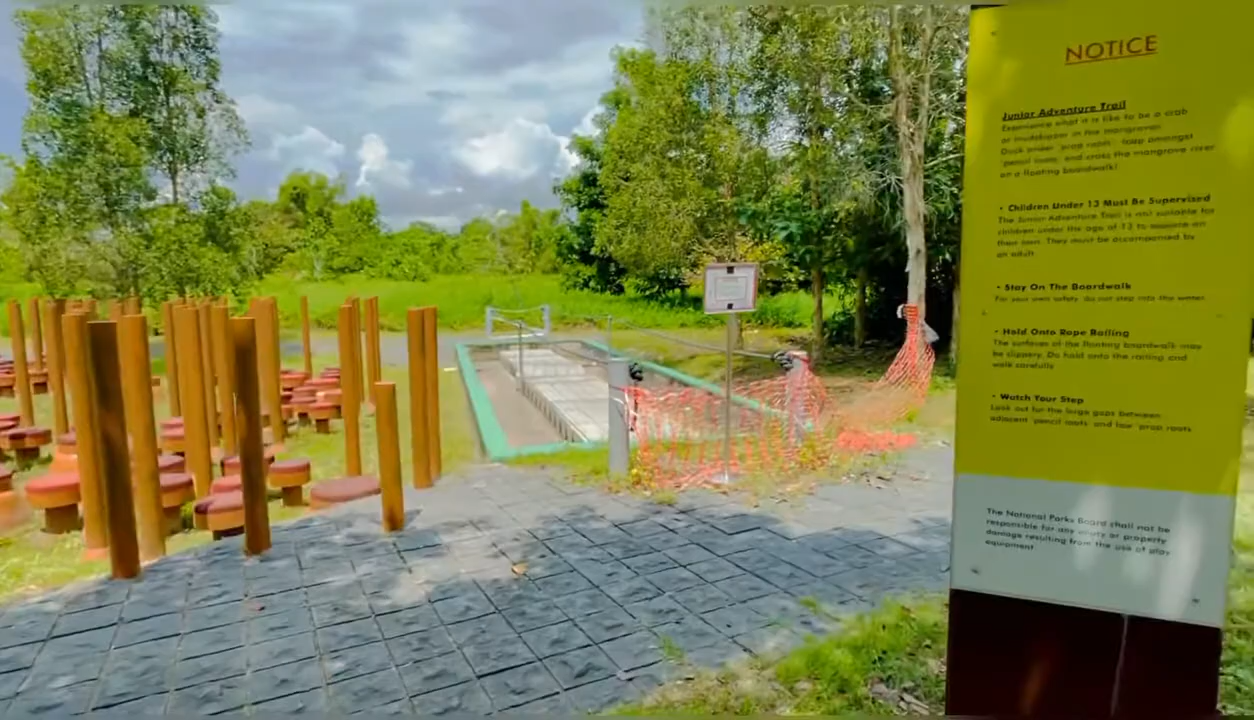 NOTICE
Junior Adventure Trail
Experience what it is like to be a crab
or mudskipper in the mangroves.
Duck under 'prop roots', leap amongst
'pencil roots', and cross the mangrove river
on a floating boardwalk!
• Children Under 13 Must Be Supervised
The Junior Adventure Trail is not suitable for
children under the age of 13 to explore on
their own. They must be accompanied by
an adult.
• Stay On The Boardwalk
For your own safety, do not step into the water.
• Hold Onto Rope Railing
The surfaces of the floating boardwalk may
be slippery. Do hold onto the railing and
walk carefully.
• Watch Your Step
Look out for the large gaps between
adjacent 'pencil roots' and low 'prop roots'
The National Parks Board shall not be
responsible for any injury or property
damage resulting from the use of play
equipment